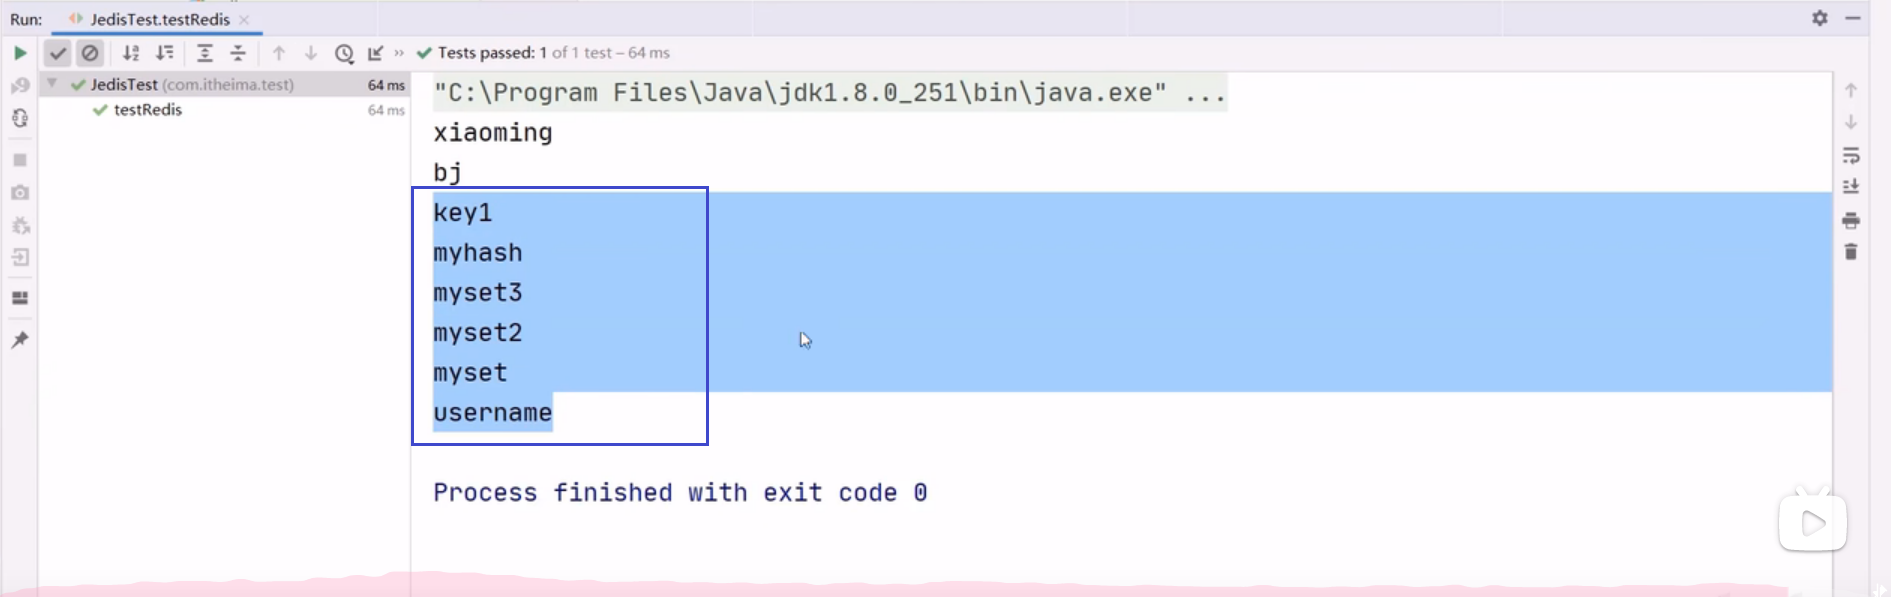 Run: JedisTest.testRedis
Tests passed: 1 of 1 test – 64 ms
JedisTest (com.itheima.test) 64 ms
testRedis 64 ms
"C:\Program Files\Java\jdk1.8.0_251\bin\java.exe" ...
xiaoming
bj
key1
myhash
myset3
myset2
myset
username
Process finished with exit code 0